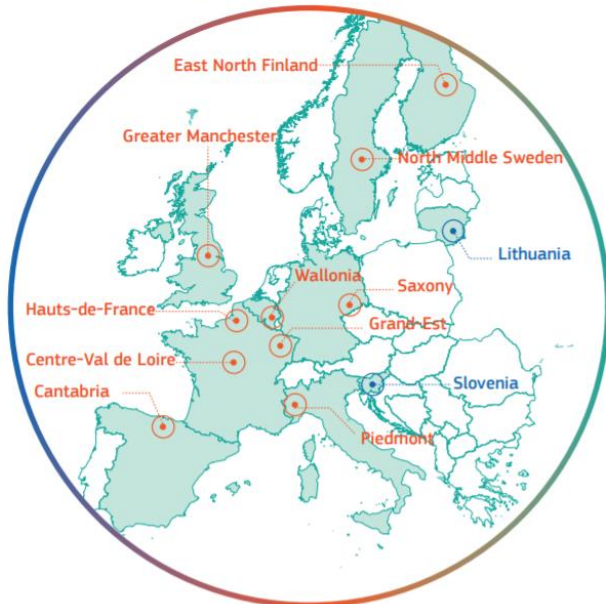 East North Finland
Greater Manchester
North Middle Sweden
Lithuania
Wallonia
Saxony
Hauts-de-France
Grand-Est
Centre-Val de Loire
Slovenia
Cantabria
Piedmont